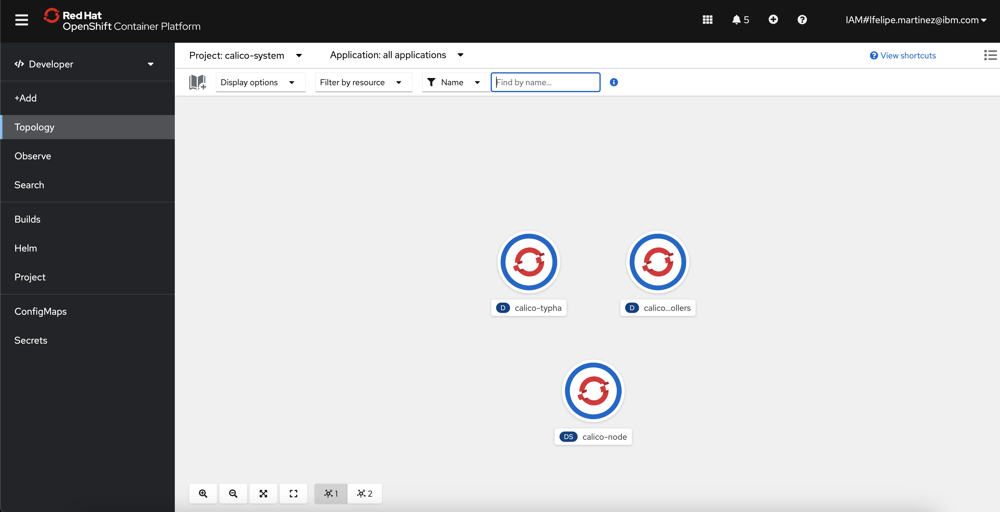 Red Hat
OpenShift Container Platform
5
IAM#lfelipe.martinez@ibm.com
Developer
+Add
Topology
Observe
Search
Builds
Helm
Project
ConfigMaps
Secrets
Project: calico-system
Application: all applications
View shortcuts
Display options
Filter by resource
Name
Find by name...
D calico-typha
D calico...ollers
DS calico-node
1
2